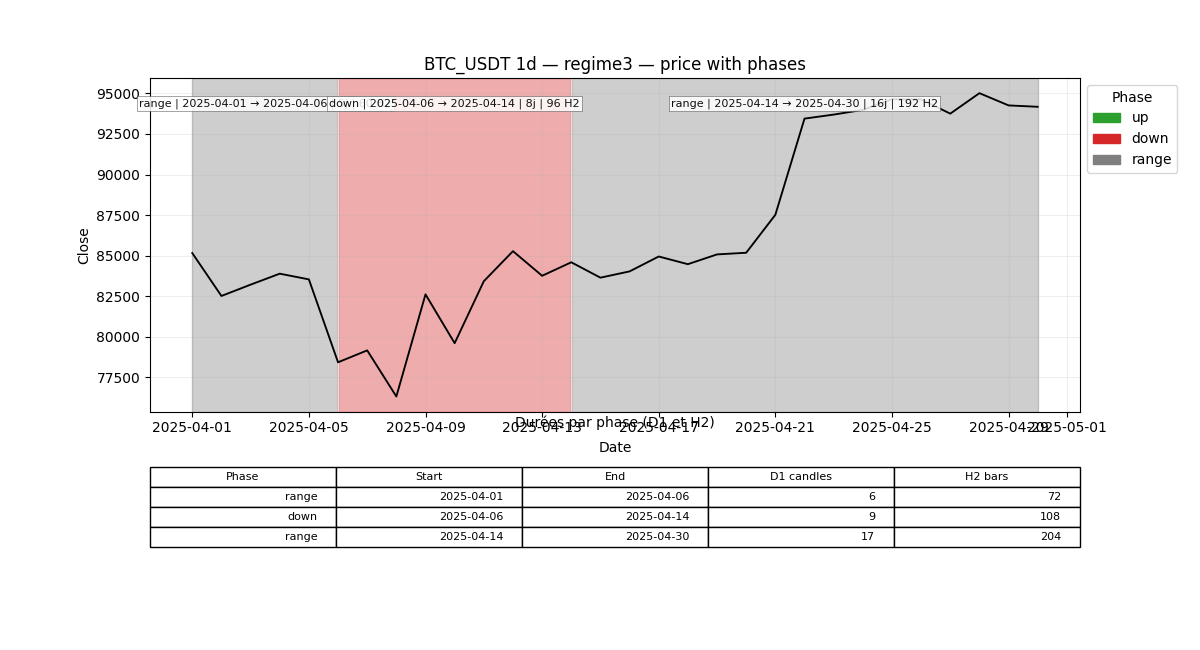 BTC_USDT 1d — regime3 — price with phases
95000
92500
90000
87500
85000
82500
80000
77500
Close
range | 2025-04-01 → 2025-04-06
down | 2025-04-06 → 2025-04-14 | 8j | 96 H2
range | 2025-04-14 → 2025-04-30 | 16j | 192 H2
Phase
up
down
range
Durées par phase (D1 et H2)
2025-04-01 2025-04-05 2025-04-09 2025-04-13 2025-04-17 2025-04-21 2025-04-25 2025-04-29 2025-05-01
Date
Phase Start End D1 candles H2 bars
range 2025-04-01 2025-04-06 6 72
down 2025-04-06 2025-04-14 9 108
range 2025-04-14 2025-04-30 17 204